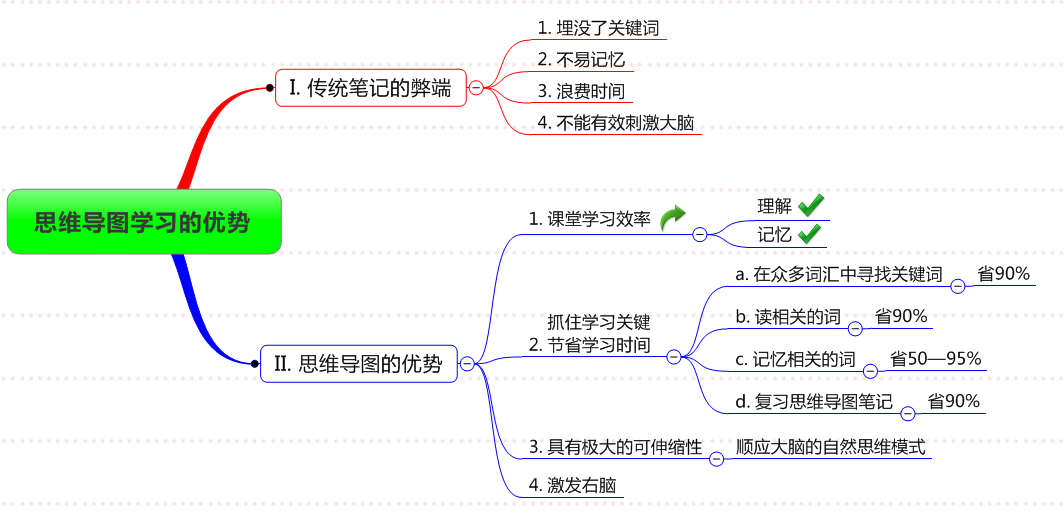 思维导图学习的优势
I. 传统笔记的弊端
1. 埋没了关键词
2. 不易记忆
3. 浪费时间
4. 不能有效刺激大脑
II. 思维导图的优势
1. 课堂学习效率
理解
记忆
抓住学习关键
2. 节省学习时间
a. 在众多词汇中寻找关键词
省90%
b. 读相关的词
省90%
c. 记忆相关的词
省50—95%
d. 复习思维导图笔记
省90%
3. 具有极大的可伸缩性
顺应大脑的自然思维模式
4. 激发右脑